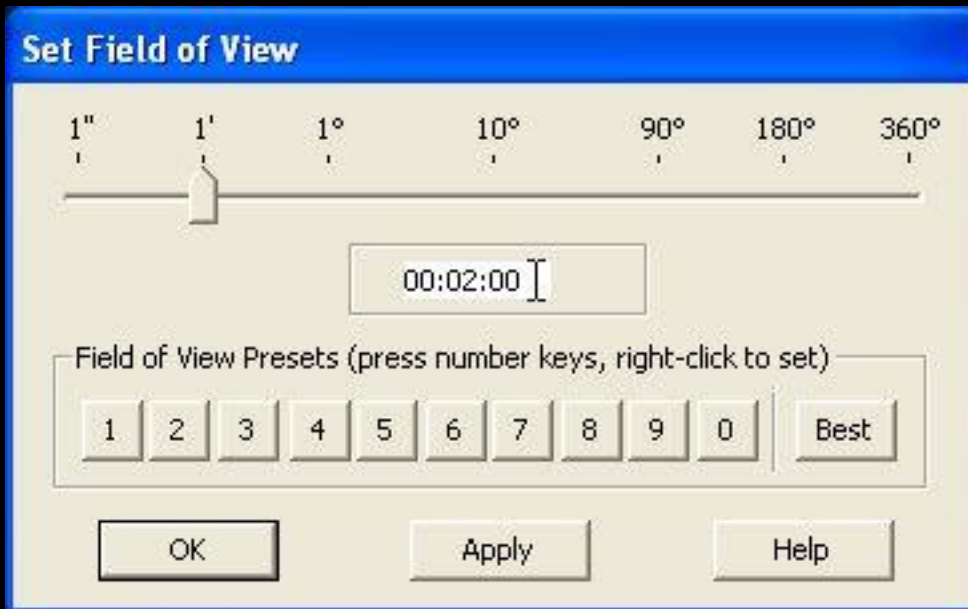 Set Field of View
1" 1' 1° 10° 90° 180° 360°
00:02:00
Field of View Presets (press number keys, right-click to set)
1 2 3 4 5 6 7 8 9 0 Best
OK Apply Help